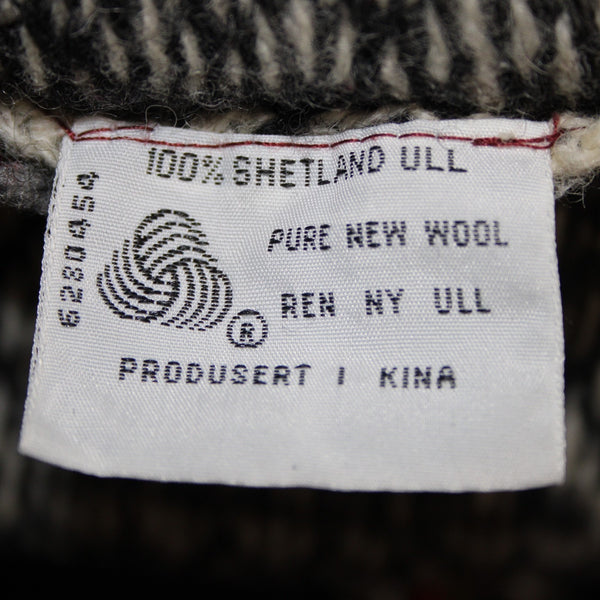 100% SHETLAND ULL
6280454
PURE NEW WOOL
®
REN NY ULL
PRODUSERT I KINA